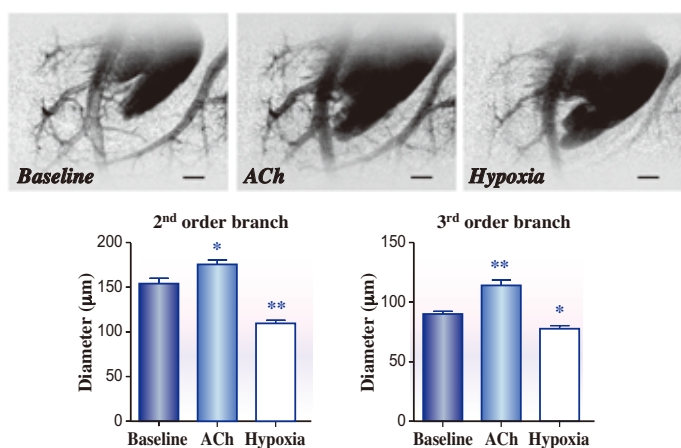 Baseline
ACh
Hypoxia
2nd order branch
200
150
100
50
0
Diameter (μm)
*
**
Baseline ACh Hypoxia
3rd order branch
150
100
50
0
Diameter (μm)
**
*
Baseline ACh Hypoxia